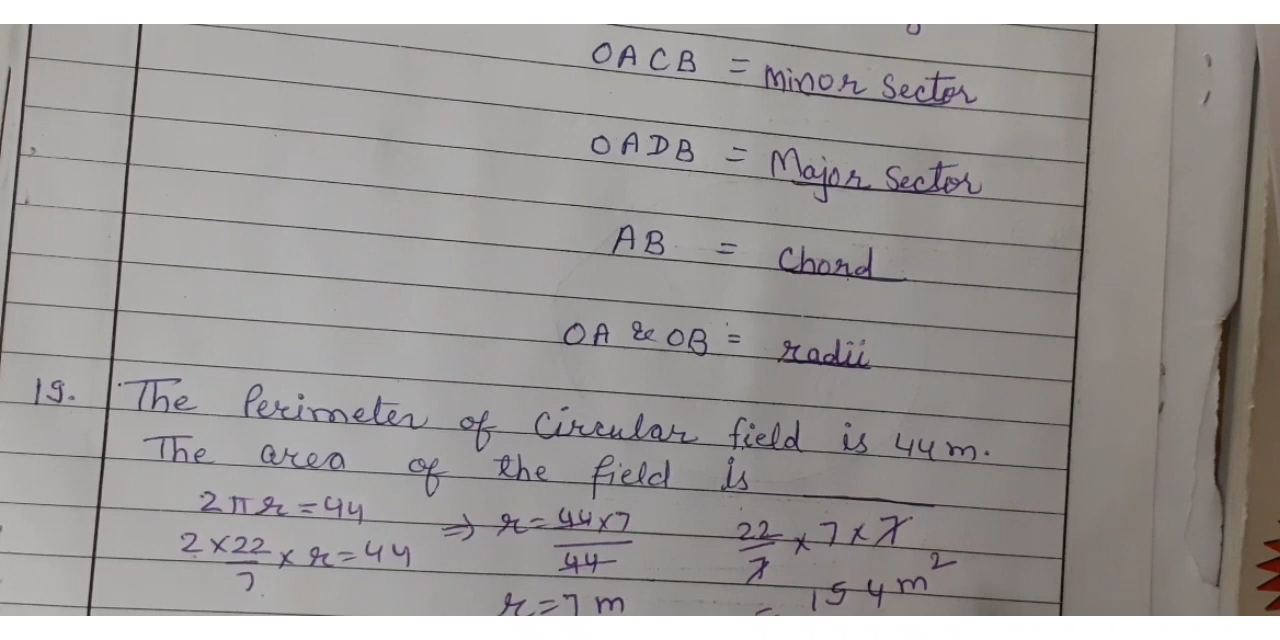 OACB = Minor Sector
OADB = Major Sector
AB = Chord
OA & OB = radii
19. The Perimeter of Circular field is 44m.
The area of the field is ______
2πr = 44 ⇒ r = 44×7/44 22/7 × 7 × 7
2 × 22/7 × r = 44
r = 7 m = 154 m²